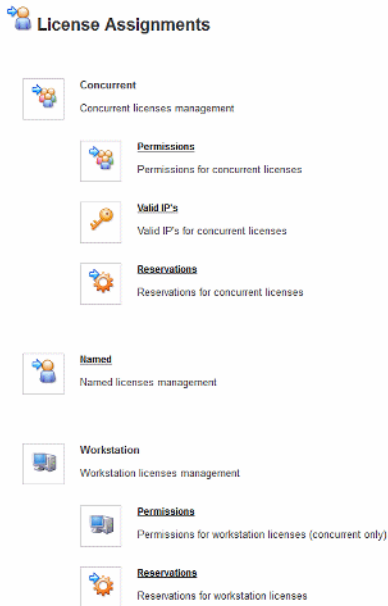 License Assignments
Concurrent
Concurrent licenses management
Permissions
Permissions for concurrent licenses
Valid IP's
Valid IP's for concurrent licenses
Reservations
Reservations for concurrent licenses
Named
Named licenses management
Workstation
Workstation licenses management
Permissions
Permissions for workstation licenses (concurrent only)
Reservations
Reservations for workstation licenses